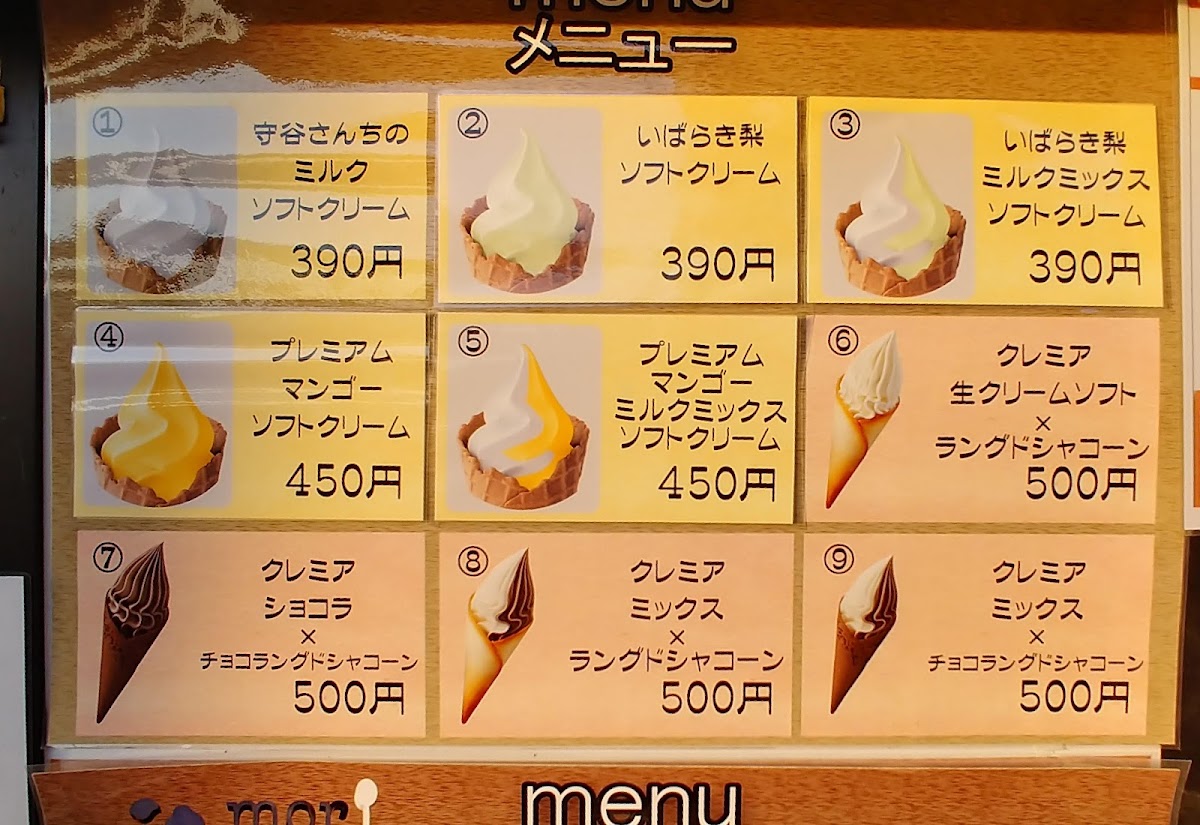 menu
メニュー
①
守谷さんちの
ミルク
ソフトクリーム
390円
②
いばらき梨
ソフトクリーム
390円
③
いばらき梨
ミルクミックス
ソフトクリーム
390円
④
プレミアム
マンゴー
ソフトクリーム
450円
⑤
プレミアム
マンゴー
ミルクミックス
ソフトクリーム
450円
⑥
クレミア
生クリームソフト
×
ラングドシャコーン
500円
⑦
クレミア
ショコラ
×
チョコラングドシャコーン
500円
⑧
クレミア
ミックス
×
ラングドシャコーン
500円
⑨
クレミア
ミックス
×
チョコラングドシャコーン
500円
mori
menu